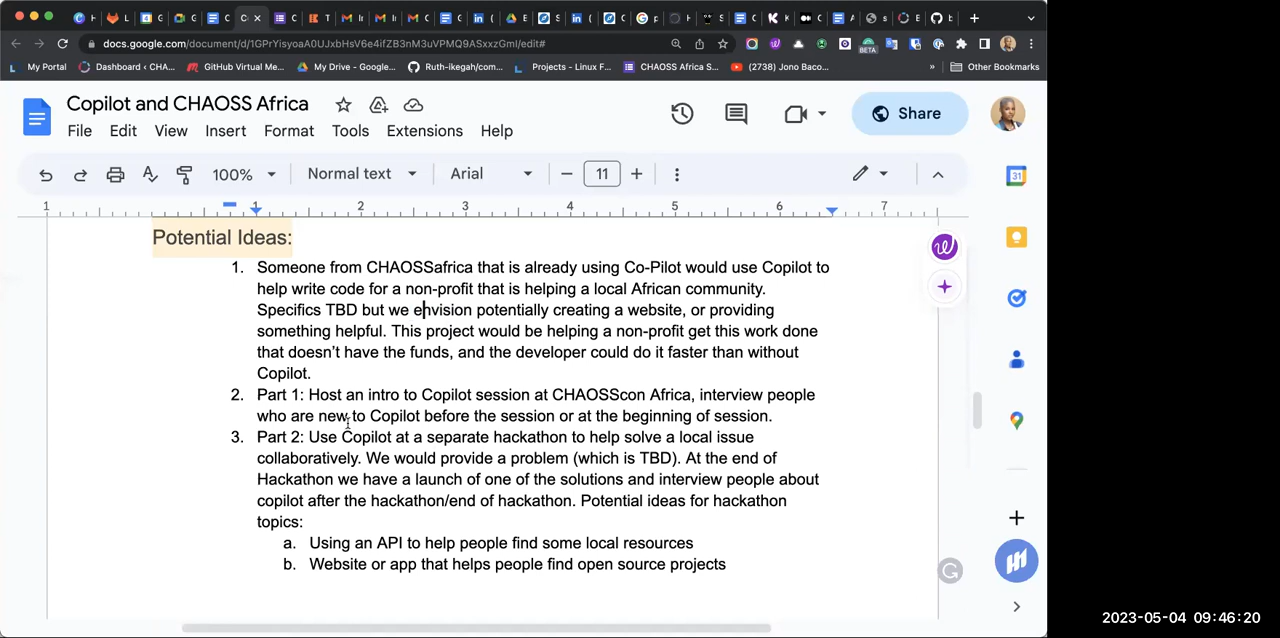 docs.google.com/document/d/1GPrYisyoaA0UJxbHsV6e4ifZB3nM3uVPMQ9ASxxzGmI/edit#
BETA
My Portal
Dashboard < CHA...
GitHub Virtual Me...
My Drive - Google...
Ruth-ikegah/com...
Projects - Linux F...
CHAOSS Africa S...
(2738) Jono Baco...
»
Other Bookmarks
Copilot and CHAOSS Africa
File Edit View Insert Format Tools Extensions Help
Share
100% Normal text Arial 11
1 1 2 3 4 5 6 7
31
Potential Ideas:
1. Someone from CHAOSSafrica that is already using Co-Pilot would use Copilot to
help write code for a non-profit that is helping a local African community.
Specifics TBD but we envision potentially creating a website, or providing
something helpful. This project would be helping a non-profit get this work done
that doesn't have the funds, and the developer could do it faster than without
Copilot.
2. Part 1: Host an intro to Copilot session at CHAOSScon Africa, interview people
who are new to Copilot before the session or at the beginning of session.
3. Part 2: Use Copilot at a separate hackathon to help solve a local issue
collaboratively. We would provide a problem (which is TBD). At the end of
Hackathon we have a launch of one of the solutions and interview people about
copilot after the hackathon/end of hackathon. Potential ideas for hackathon
topics:
a. Using an API to help people find some local resources
b. Website or app that helps people find open source projects
2023-05-04 09:46:20